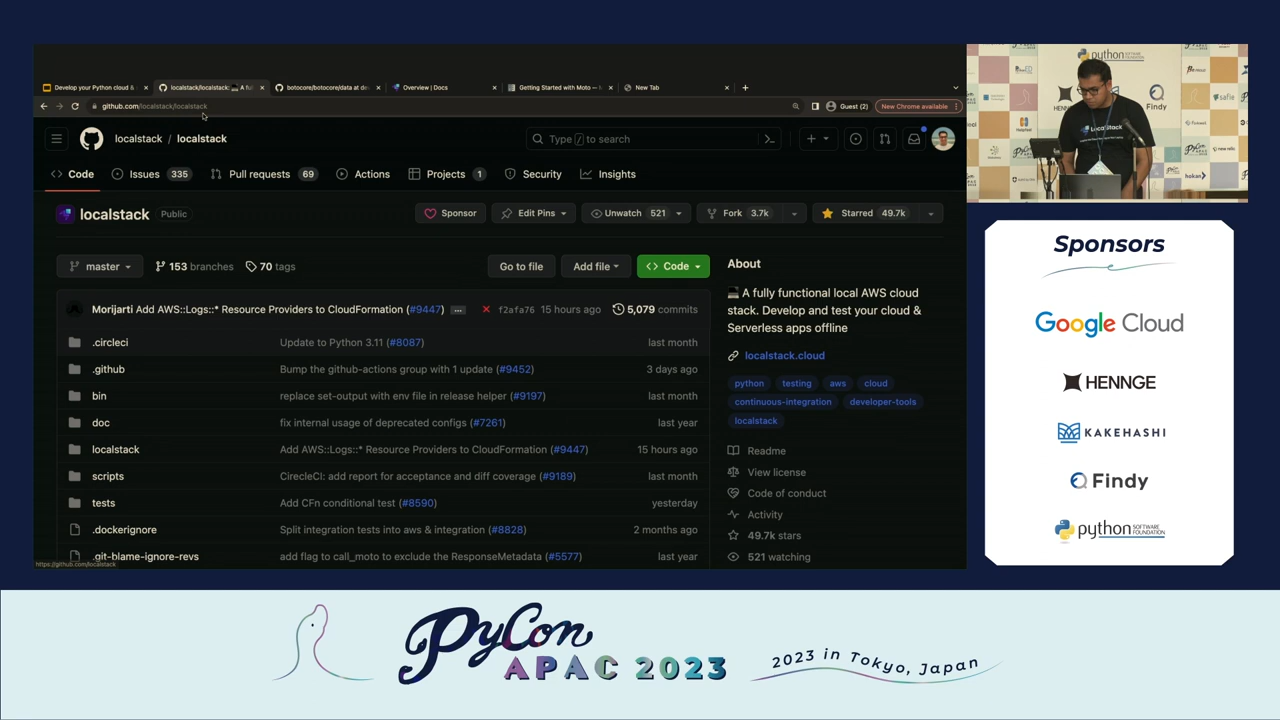 Develop your Python cloud &
localstack/localstack: 💻 A fu
botocore/botocore/data at de
Overview | Docs
Getting Started with Moto —
New Tab
github.com/localstack/localstack
Guest (2)
New Chrome available
localstack / localstack
Type / to search
Code
Issues 335
Pull requests 69
Actions
Projects
Security
Insights
localstack Public
Sponsor
Edit Pins
Unwatch 521
Fork 3.7k
Starred 49.7k
master
153 branches
70 tags
Go to file
Add file
Code
Morijarti Add AWS::Logs::* Resource Providers to CloudFormation (#9447) ...
f2afa76 15 hours ago
5,079 commits
.circleci Update to Python 3.11 (#8087) last month
.github Bump the github-actions group with 1 update (#9452) 3 days ago
bin replace set-output with env file in release helper (#9197) last month
doc fix internal usage of deprecated configs (#7261) last year
localstack Add AWS::Logs::* Resource Providers to CloudFormation (#9447) 15 hours ago
scripts CircleCI: add report for acceptance and diff coverage (#9189) last month
tests Add CFn conditional test (#8590) yesterday
.dockerignore Split integration tests into aws & integration (#8828) 2 months ago
.git-blame-ignore-revs add flag to call_moto to exclude the ResponseMetadata (#5577) last year
https://github.com/localstack
About
💻 A fully functional local AWS cloud
stack. Develop and test your cloud &
Serverless apps offline
localstack.cloud
python testing aws cloud
continuous-integration developer-tools
localstack
Readme
View license
Code of conduct
Activity
49.7k stars
521 watching
python
Findy
safie
hokan
LocalStack
Sponsors
Google Cloud
HENNGE
KAKEHASHI
Findy
python SOFTWARE
FOUNDATION
PyCon
APAC 2023
2023 in Tokyo, Japan